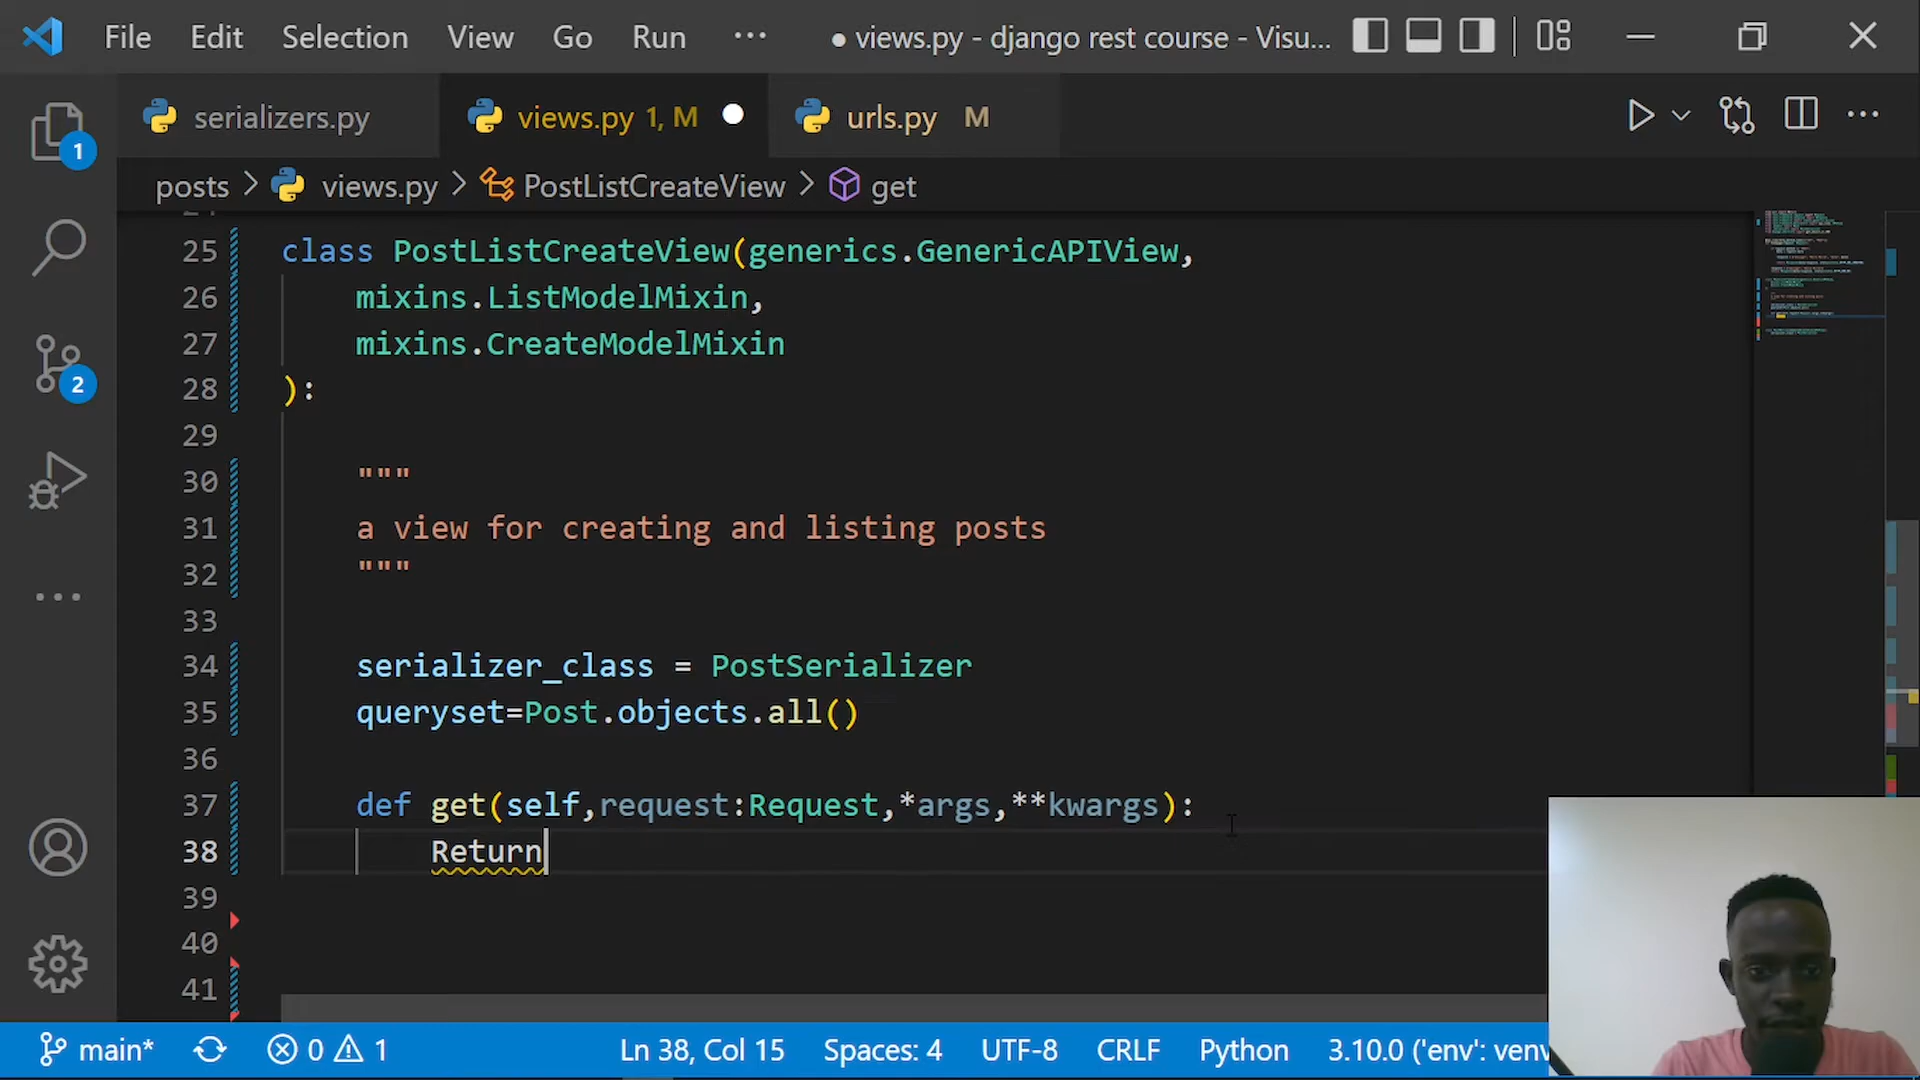 File Edit Selection View Go Run ··· ● views.py - django rest course - Visu...
serializers.py views.py 1, M urls.py M
posts > views.py > PostListCreateView > get
25 class PostListCreateView(generics.GenericAPIView,
26 mixins.ListModelMixin,
27 mixins.CreateModelMixin
28 ):
29
30 """
31 a view for creating and listing posts
32 """
33
34 serializer_class = PostSerializer
35 queryset=Post.objects.all()
36
37 def get(self,request:Request,*args,**kwargs):
38 Return
39
40
41
1
2
main* 0 1 Ln 38, Col 15 Spaces: 4 UTF-8 CRLF Python 3.10.0 ('env': venv